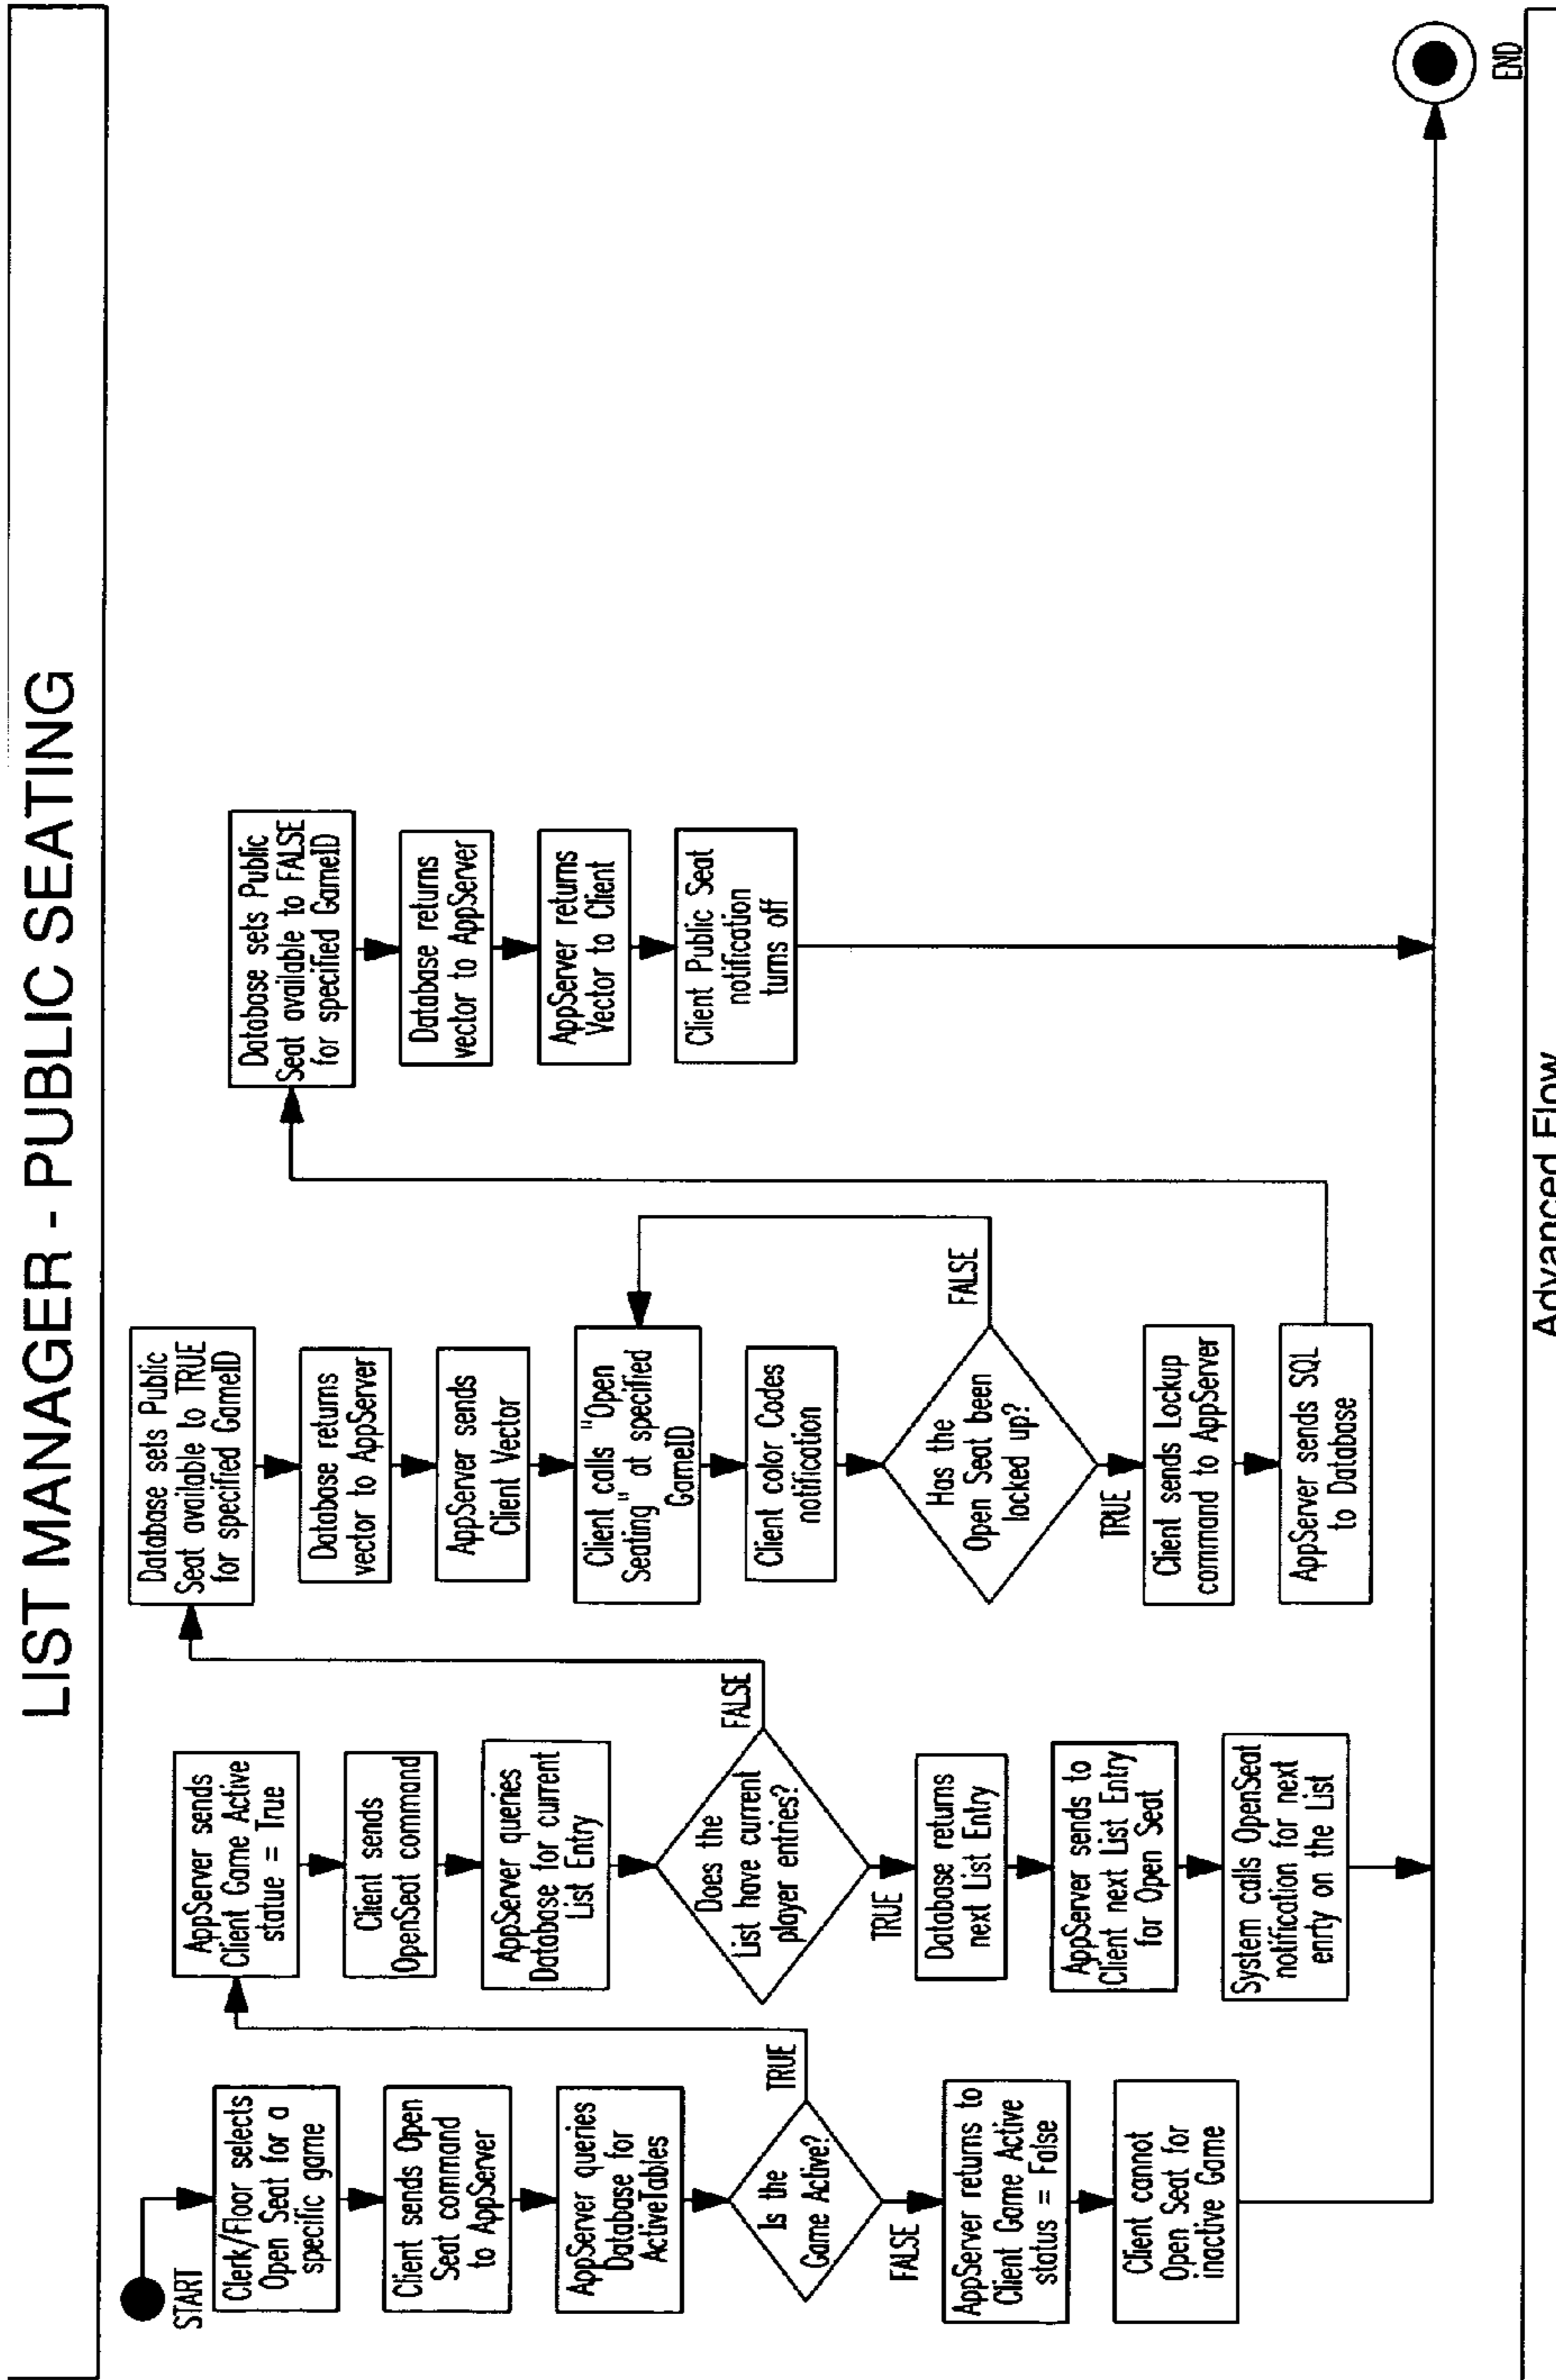 LIST MANAGER - PUBLIC SEATING
START
Clerk/Floor selects
Open Seat for a
specific game
Client sends Open
Seat command
to AppServer
AppServer queries
Database for
ActiveTables
Is the
Game Active?
TRUE
FALSE
AppServer returns to
Client Game Active
status = False
Client cannot
Open Seat for
inactive Game
AppServer sends
Client Game Active
statue = True
Client sends
OpenSeat command
AppServer queries
Database for current
List Entry
Does the
List have current
player entries?
FALSE
TRUE
Database returns
next List Entry
AppServer sends to
Client next List Entry
for Open Seat
System calls OpenSeat
notification for next
enrty on the List
Database sets Public
Seat available to TRUE
for specified GameID
Database returns
vector to AppServer
AppServer sends
Client Vector
Client calls "Open
Seating" at specified
GameID
Client color Codes
notification
Has the
Open Seat been
locked up?
FALSE
TRUE
Client sends Lockup
command to AppServer
AppServer sends SQL
to Database
Database sets Public
Seat available to FALSE
for specified GameID
Database returns
vector to AppServer
AppServer returns
Vector to Client
Client Public Seat
notification
turns off
END
Advanced Flow